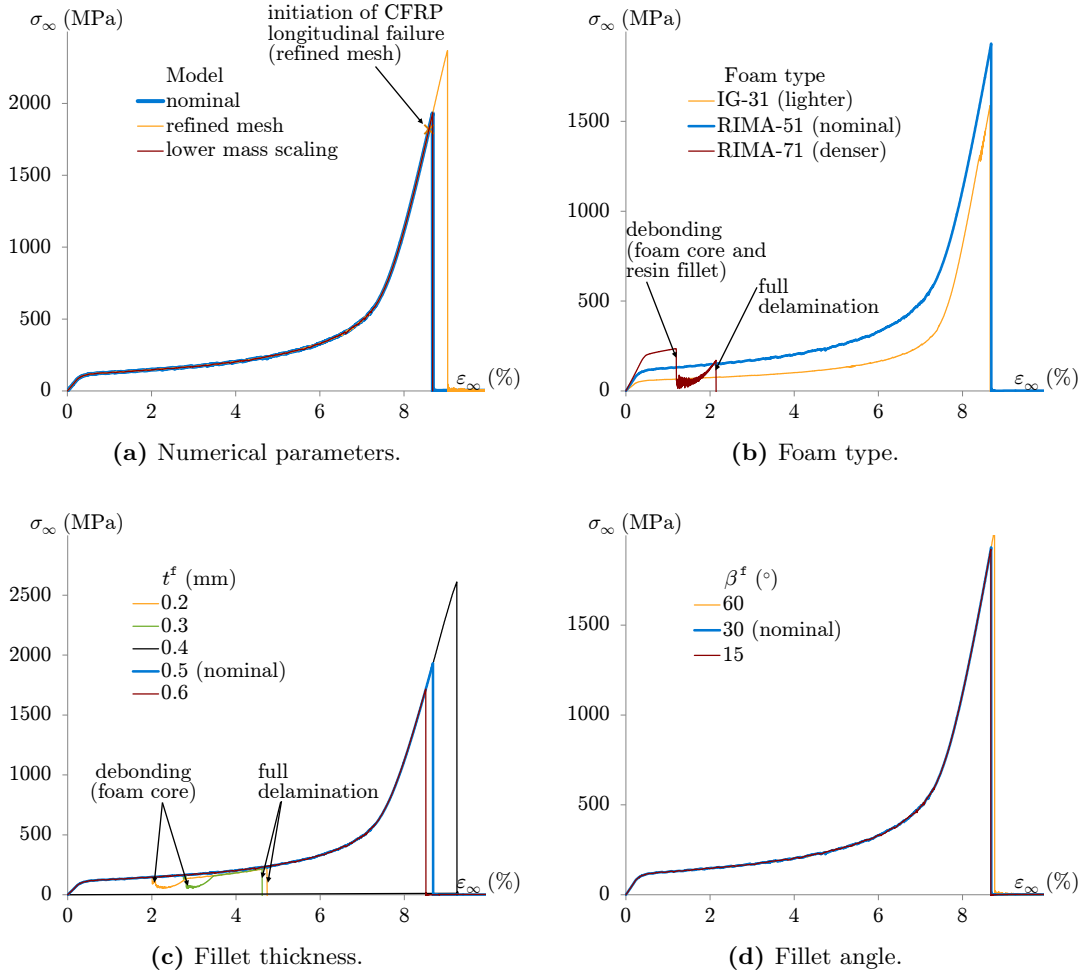 σ∞ (MPa)
initiation of CFRP
longitudinal failure
(refined mesh)
Model
nominal
refined mesh
lower mass scaling
2000
1500
1000
500
0
0 2 4 6 8
ε∞ (%)
(a) Numerical parameters.
σ∞ (MPa)
Foam type
IG-31 (lighter)
RIMA-51 (nominal)
RIMA-71 (denser)
1500
1000
debonding
(foam core and
resin fillet)
full
delamination
500
0
0 2 4 6 8
ε∞ (%)
(b) Foam type.
σ∞ (MPa)
tᶠ (mm)
0.2
0.3
0.4
0.5 (nominal)
0.6
2500
2000
1500
1000
debonding
(foam core)
full
delamination
500
0
0 2 4 6 8
ε∞ (%)
(c) Fillet thickness.
σ∞ (MPa)
βᶠ (°)
60
30 (nominal)
15
1500
1000
500
0
0 2 4 6 8
ε∞ (%)
(d) Fillet angle.